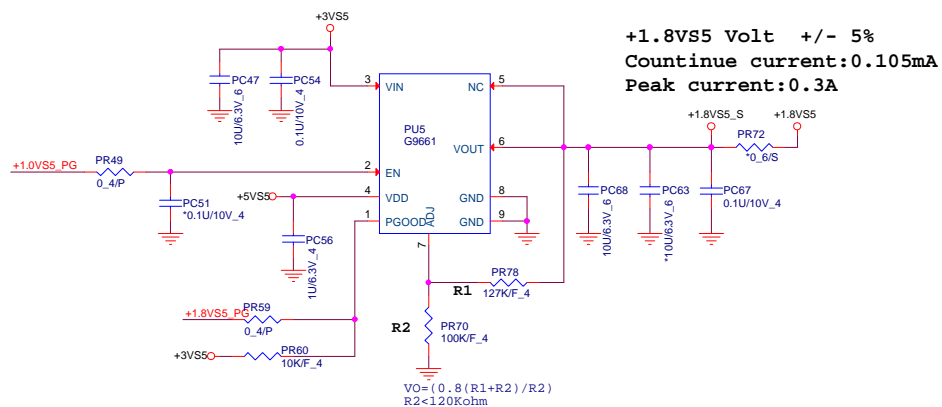 +3VS5
+1.8VS5 Volt +/- 5%
Countinue current:0.105mA
Peak current:0.3A
PC47
10U/6.3V_6
PC54
0.1U/10V_4
3
VIN
NC
5
PU5
G9661
VOUT
6
+1.8VS5_S
+1.8VS5
PR72
*0_6/S
+1.0VS5_PG
PR49
0_4/P
2
EN
PC51
*0.1U/10V_4
+5VS5
4
VDD
GND
8
1
PGOOD
GND
9
ADJ
7
PC68
10U/6.3V_6
PC63
*10U/6.3V_6
PC67
0.1U/10V_4
PC56
1U/6.3V_4
R1
PR78
127K/F_4
+1.8VS5_PG
PR59
0_4/P
R2
PR70
100K/F_4
+3VS5
PR60
10K/F_4
VO=(0.8(R1+R2)/R2)
R2<120Kohm